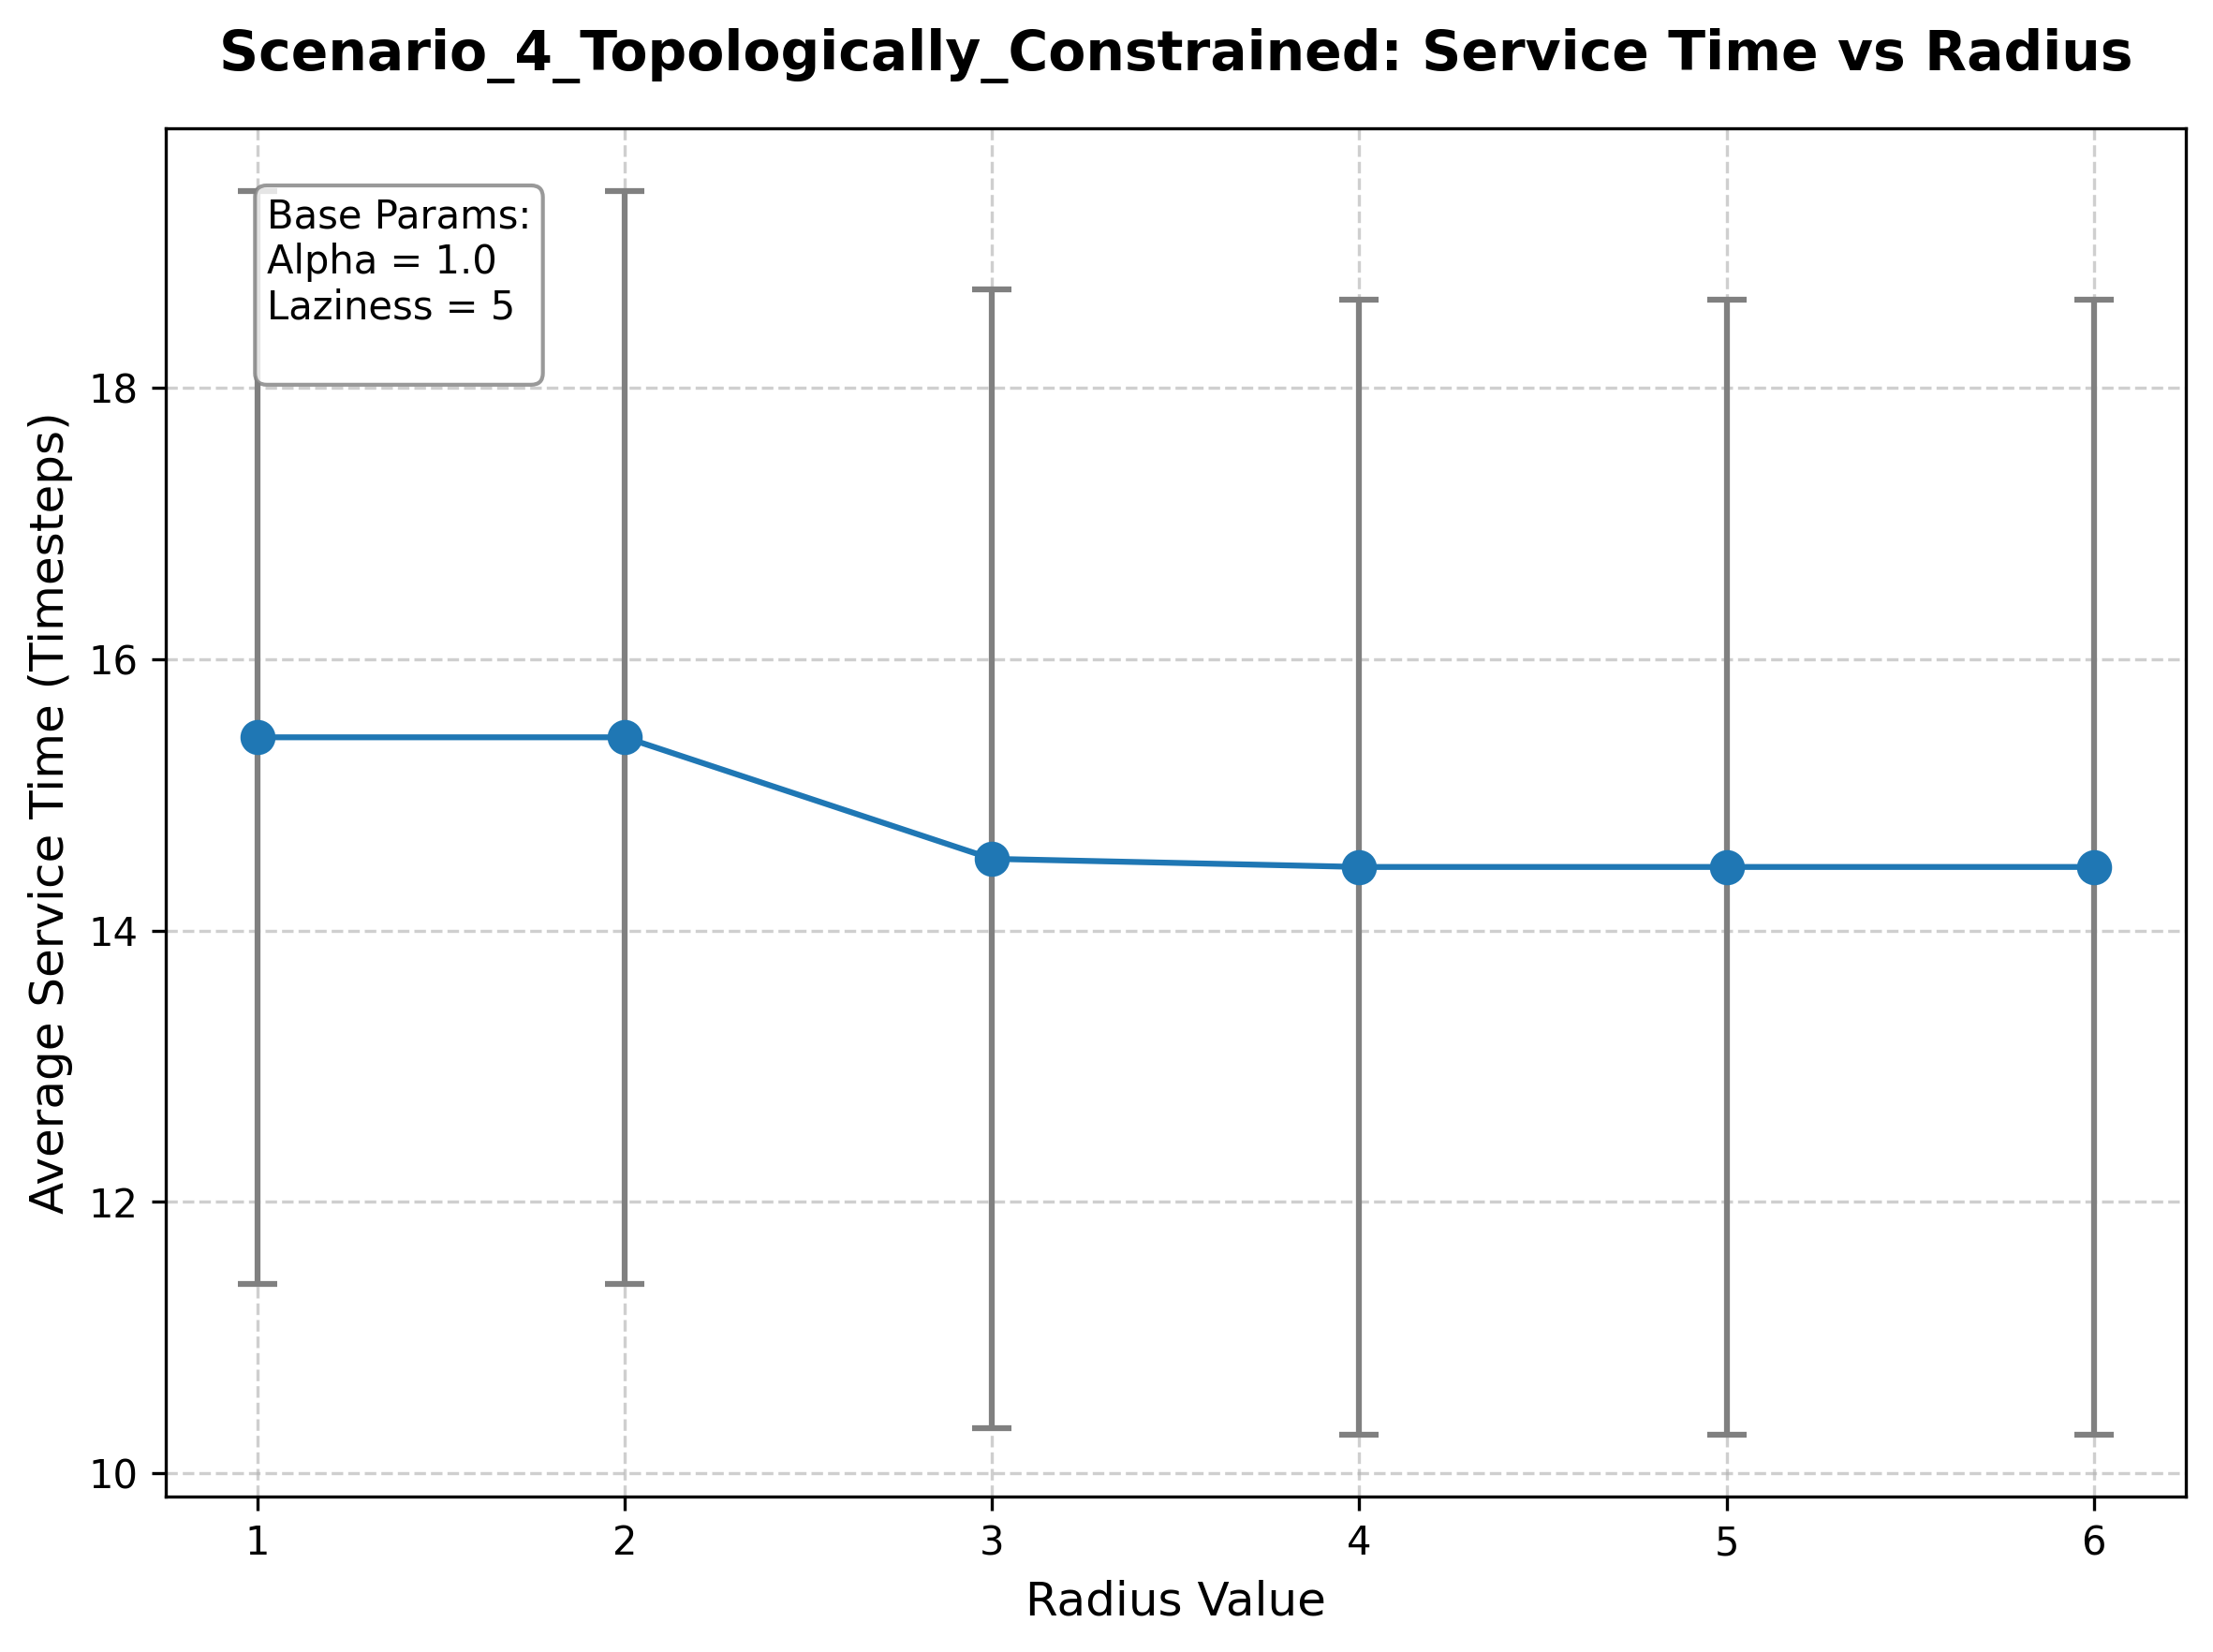 Scenario_4_Topologically_Constrained: Service Time vs Radius
Base Params:
Alpha = 1.0
Laziness = 5
Average Service Time (Timesteps)
18
16
14
12
10
1 2 3 4 5 6
Radius Value